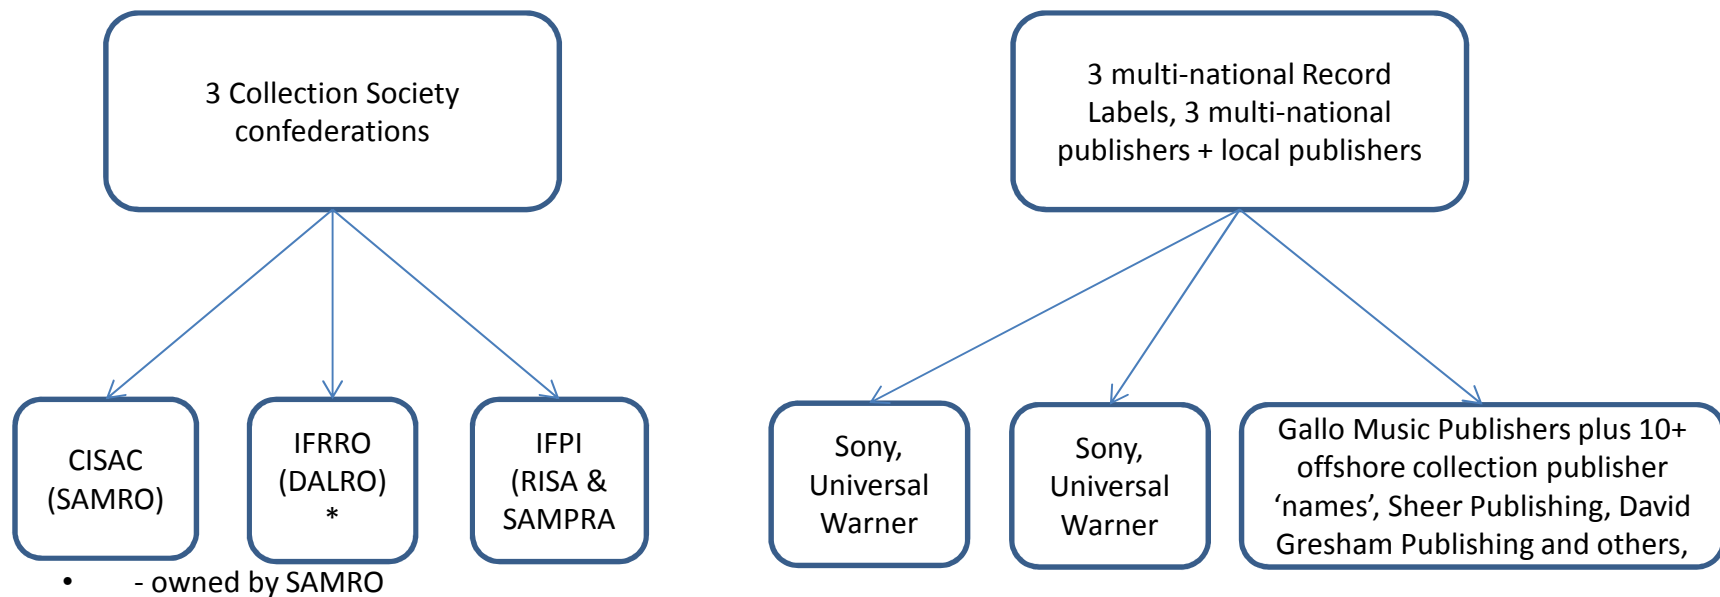 3 Collection Society
confederations
3 multi-national Record
Labels, 3 multi-national
publishers + local publishers
CISAC
(SAMRO)
IFRRO
(DALRO)
*
IFPI
(RISA &
SAMPRA
Sony,
Universal
Warner
Sony,
Universal
Warner
Gallo Music Publishers plus 10+
offshore collection publisher
‘names’, Sheer Publishing, David
Gresham Publishing and others,
• - owned by SAMRO